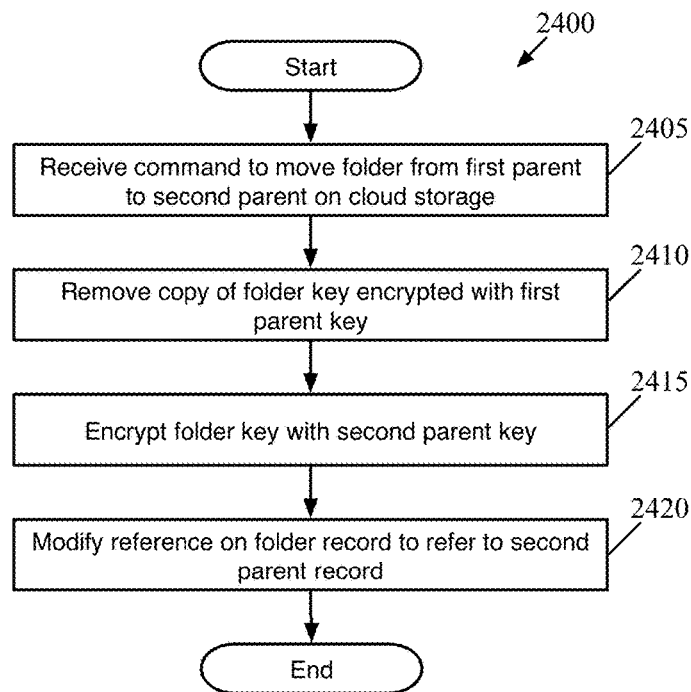 2400
Start
2405
Receive command to move folder from first parent
to second parent on cloud storage
2410
Remove copy of folder key encrypted with first
parent key
2415
Encrypt folder key with second parent key
2420
Modify reference on folder record to refer to second
parent record
End